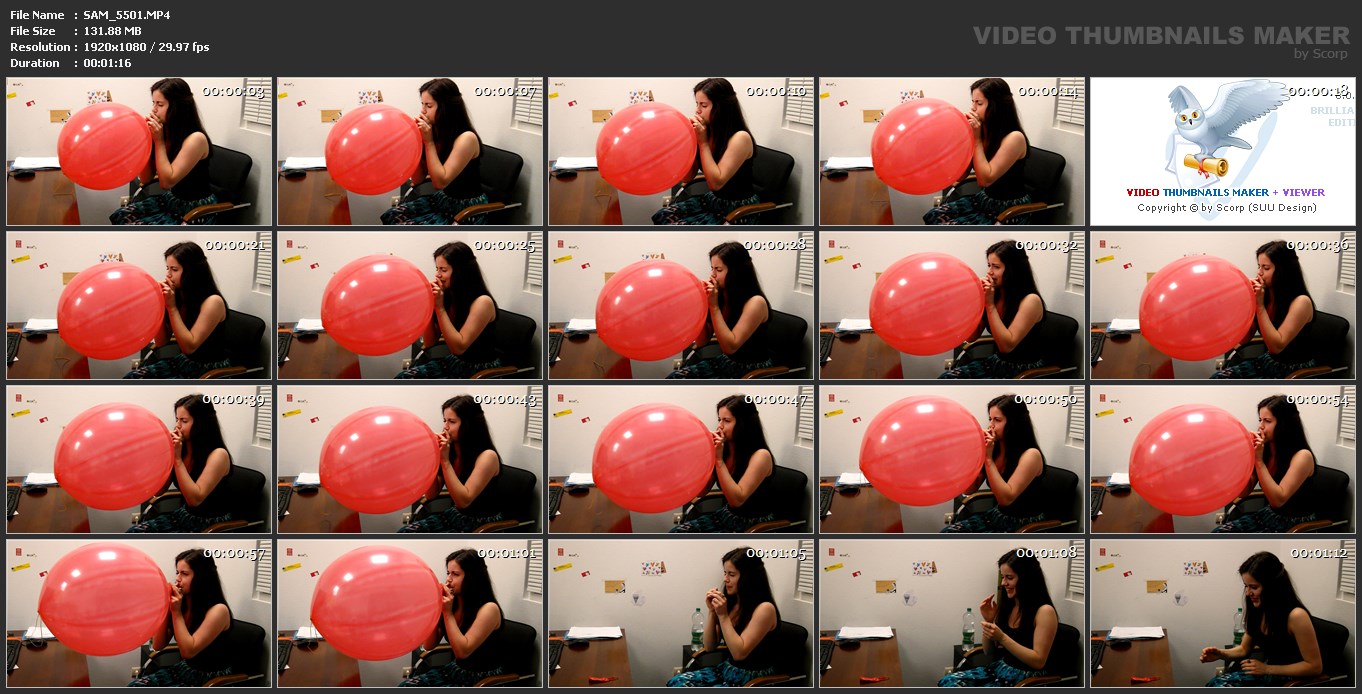 File Name : SAM_5501.MP4
File Size : 131.88 MB
Resolution : 1920x1080 / 29.97 fps
Duration : 00:01:16
VIDEO THUMBNAILS MAKER
by Scorp
00:00:03
00:00:07
00:00:10
00:00:14
00:00:18
8.0.
BRILLIA
EDITI
VIDEO THUMBNAILS MAKER + VIEWER
Copyright © by Scorp (SUU Design)
00:00:21
00:00:25
00:00:28
00:00:32
00:00:36
00:00:39
00:00:43
00:00:47
00:00:50
00:00:54
00:00:57
00:01:01
00:01:05
00:01:08
00:01:12